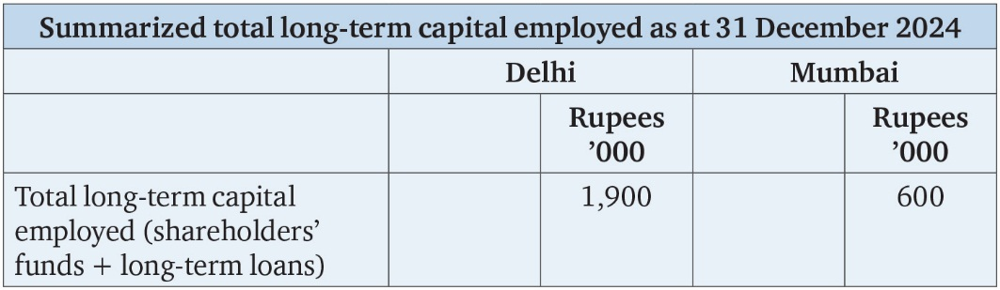 Summarized total long-term capital employed as at 31 December 2024
Delhi Mumbai
Rupees Rupees
’000 ’000
Total long-term capital 1,900 600
employed (shareholders’
funds + long-term loans)